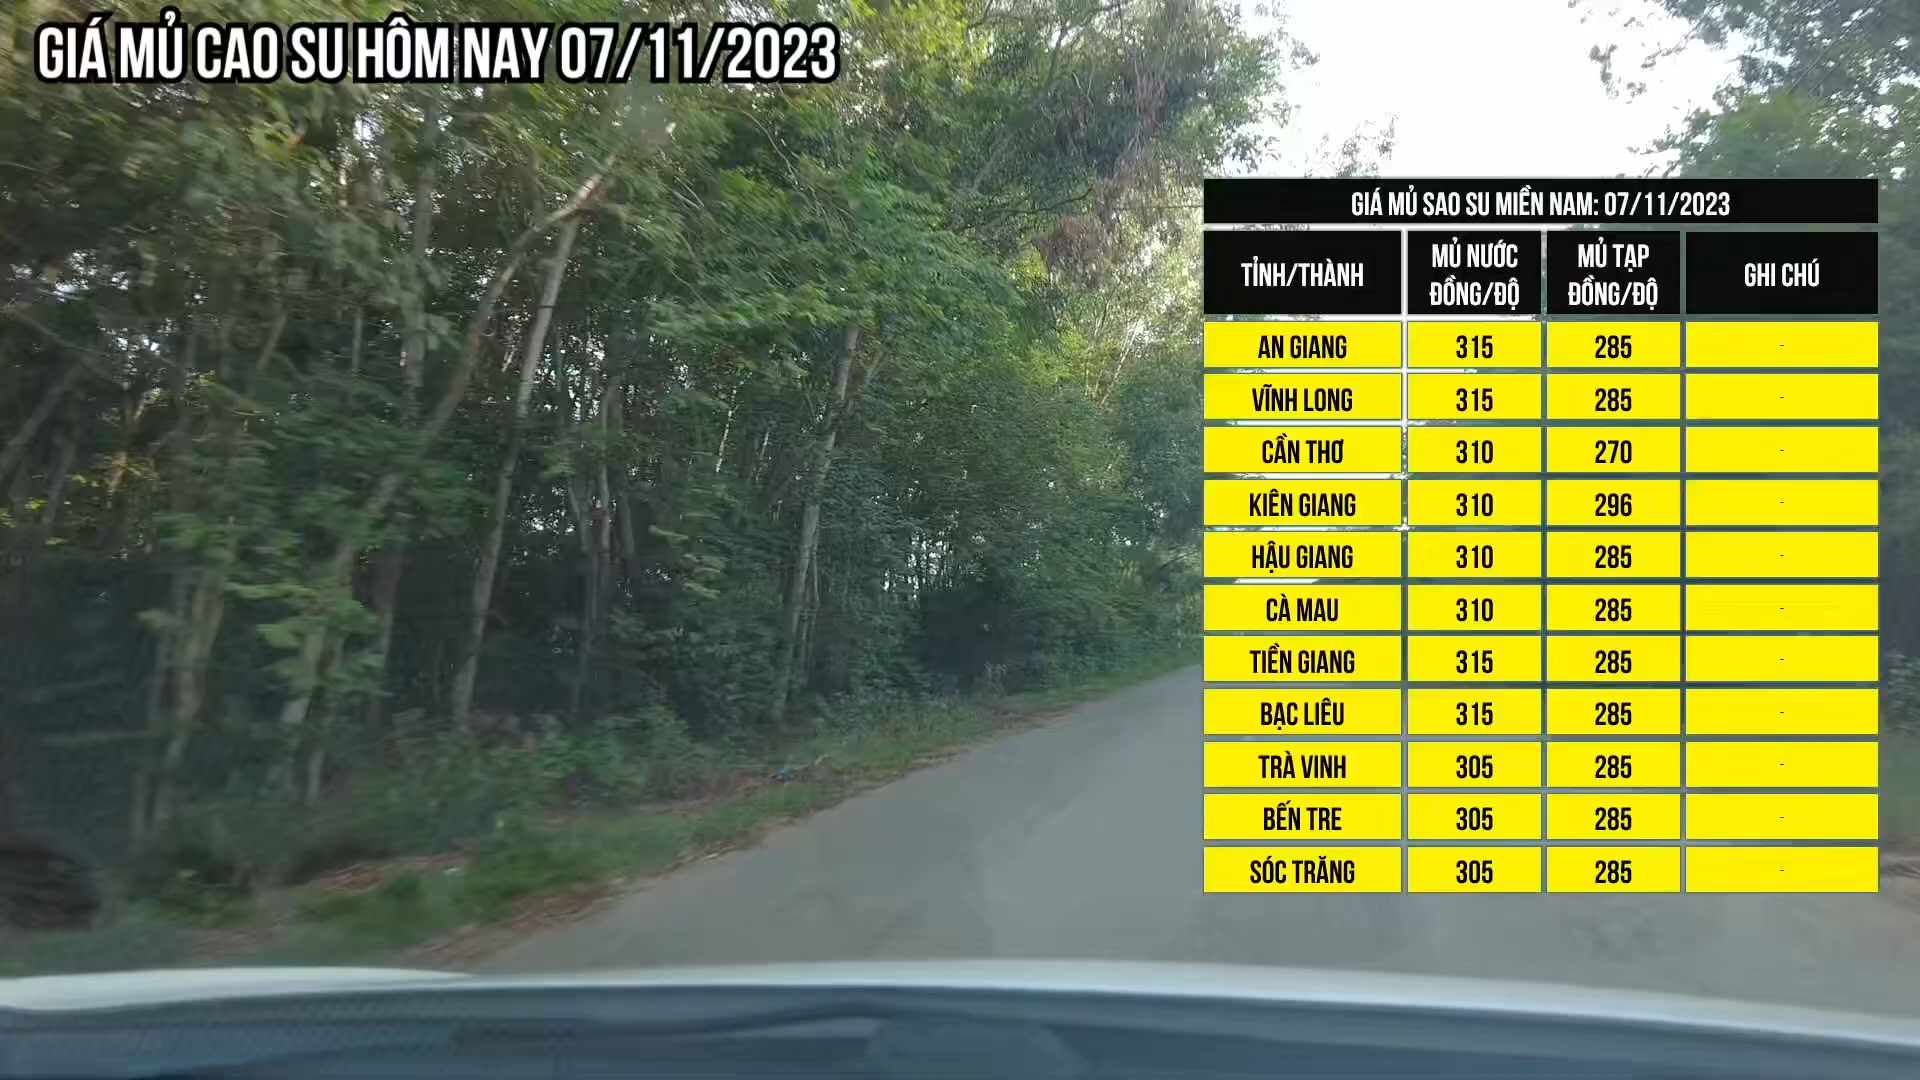 GIÁ MỦ CAO SU HÔM NAY 07/11/2023
GIÁ MỦ SAO SU MIỀN NAM: 07/11/2023
TỈNH/THÀNH MỦ NƯỚC ĐỒNG/ĐỘ MỦ TẠP ĐỒNG/ĐỘ GHI CHÚ
AN GIANG 315 285 -
VĨNH LONG 315 285 -
CẦN THƠ 310 270 -
KIÊN GIANG 310 296 -
HẬU GIANG 310 285 -
CÀ MAU 310 285 -
TIỀN GIANG 315 285 -
BẠC LIÊU 315 285 -
TRÀ VINH 305 285 -
BẾN TRE 305 285 -
SÓC TRĂNG 305 285 -